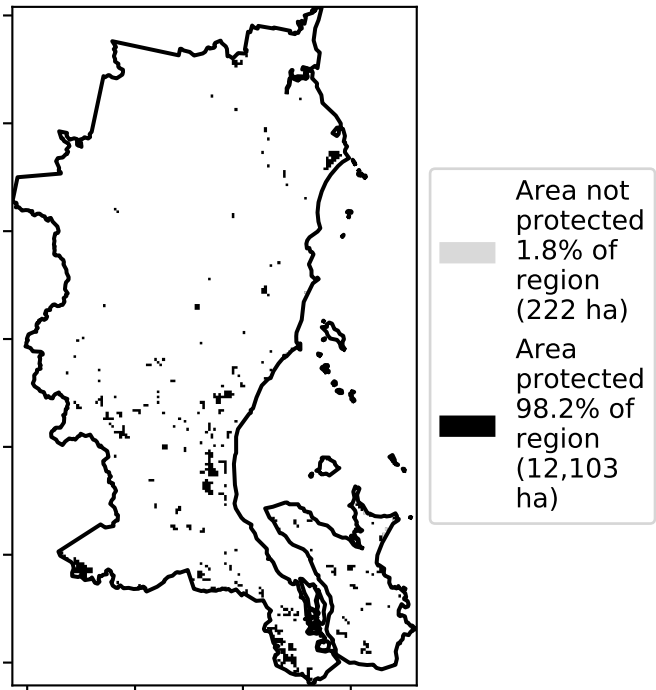 Area not
protected
1.8% of
region
(222 ha)
Area
protected
98.2% of
region
(12,103
ha)